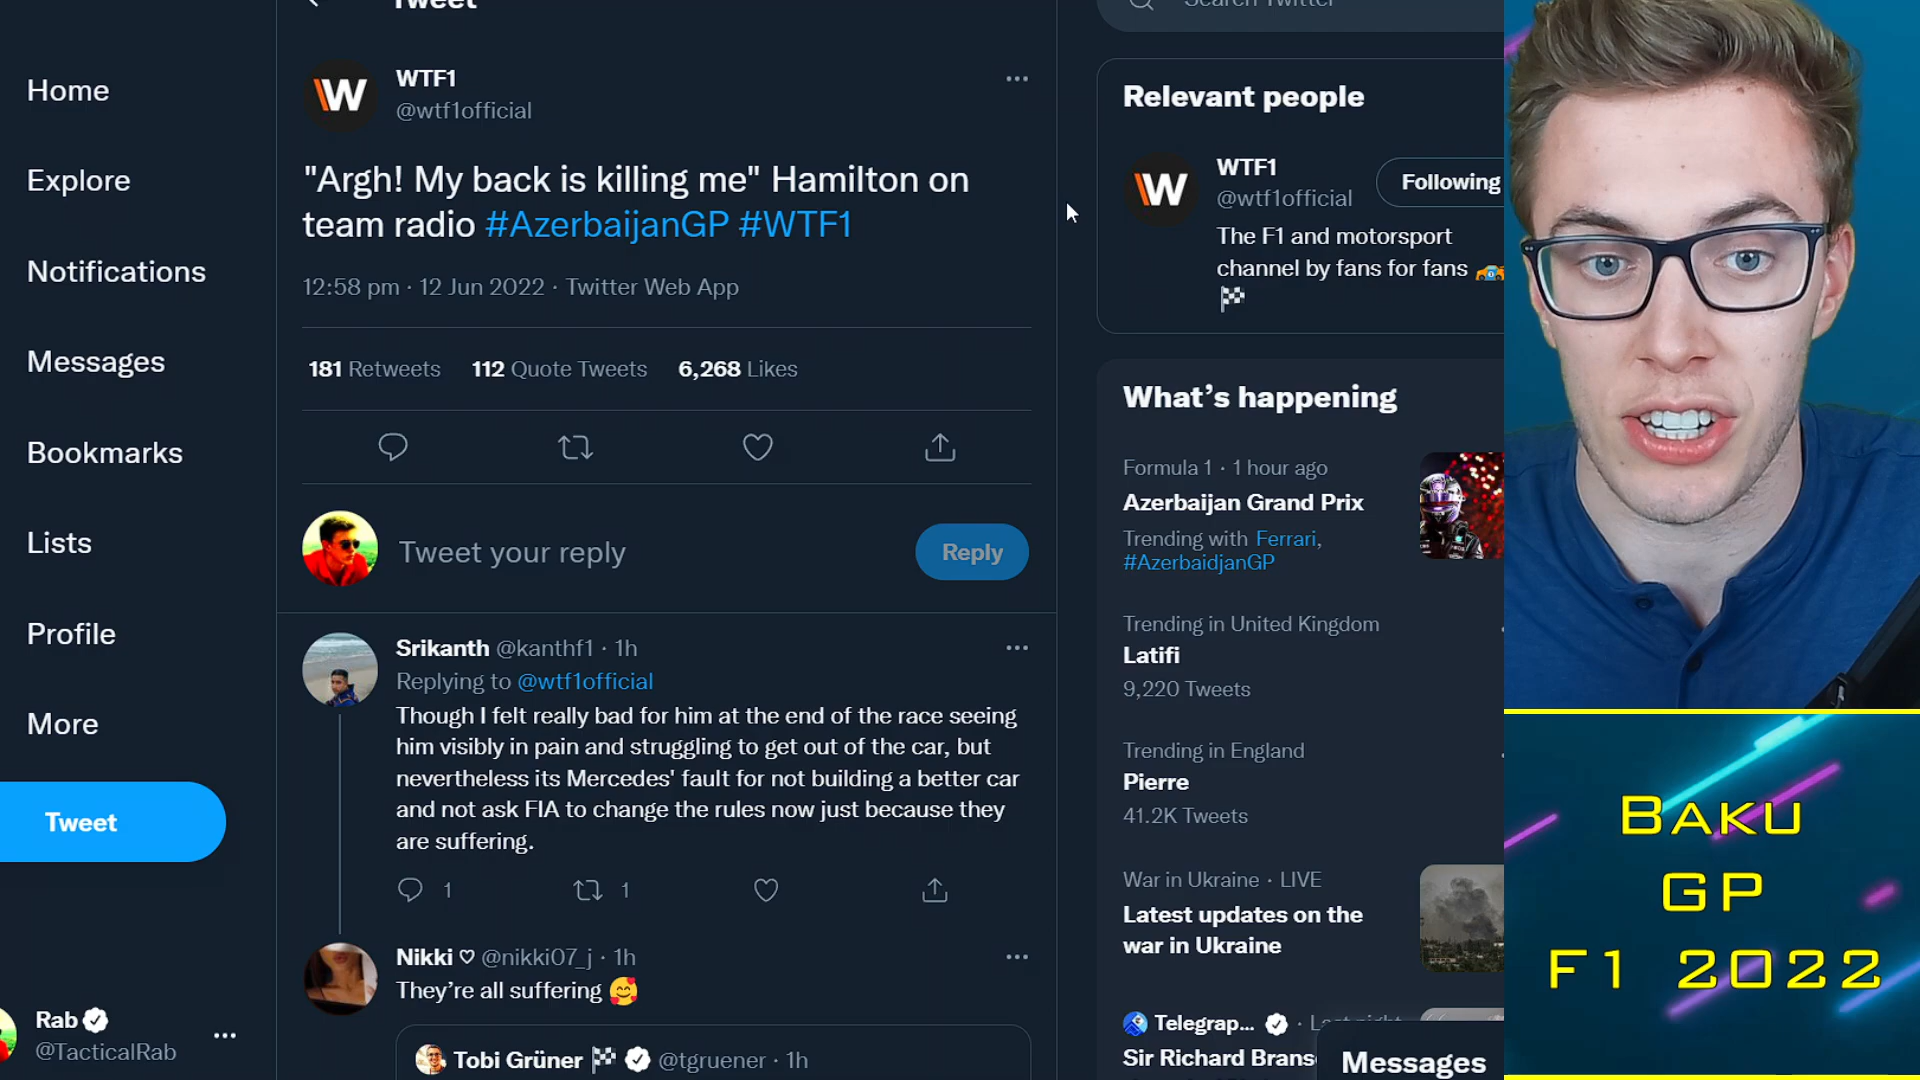 Tweet
Home
Explore
Notifications
Messages
Bookmarks
Lists
Profile
More
Tweet
Rab
@TacticalRab
W
WTF1
@wtf1official
"Argh! My back is killing me" Hamilton on
team radio #AzerbaijanGP #WTF1
12:58 pm · 12 Jun 2022 · Twitter Web App
181 Retweets 112 Quote Tweets 6,268 Likes
Tweet your reply
Reply
Srikanth @kanthf1 · 1h
Replying to @wtf1official
Though I felt really bad for him at the end of the race seeing
him visibly in pain and struggling to get out of the car, but
nevertheless its Mercedes' fault for not building a better car
and not ask FIA to change the rules now just because they
are suffering.
1 1
Nikki ♡ @nikki07_j · 1h
They’re all suffering 🥰
Tobi Grüner 🏁 @tgruener · 1h
Search Twitter
Relevant people
W
WTF1
@wtf1official
Following
The F1 and motorsport
channel by fans for fans 🏎
🏁
What’s happening
Formula 1 · 1 hour ago
Azerbaijan Grand Prix
Trending with Ferrari,
#AzerbaidjanGP
Trending in United Kingdom
Latifi
9,220 Tweets
Trending in England
Pierre
41.2K Tweets
War in Ukraine · LIVE
Latest updates on the
war in Ukraine
Telegrap... ·
Sir Richard
Messages
BAKU
GP
F1 2022